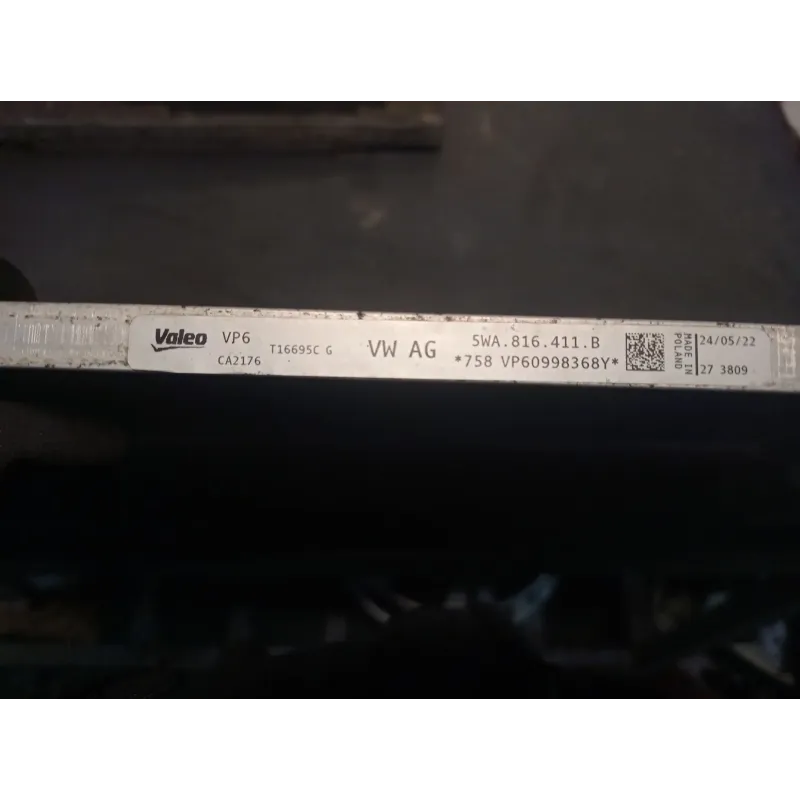 Valeo VP6
CA2176
T16695C G
VW AG
5WA.816.411.B
*758 VP60998368Y*
MADE IN
POLAND
24/05/22
27 3809